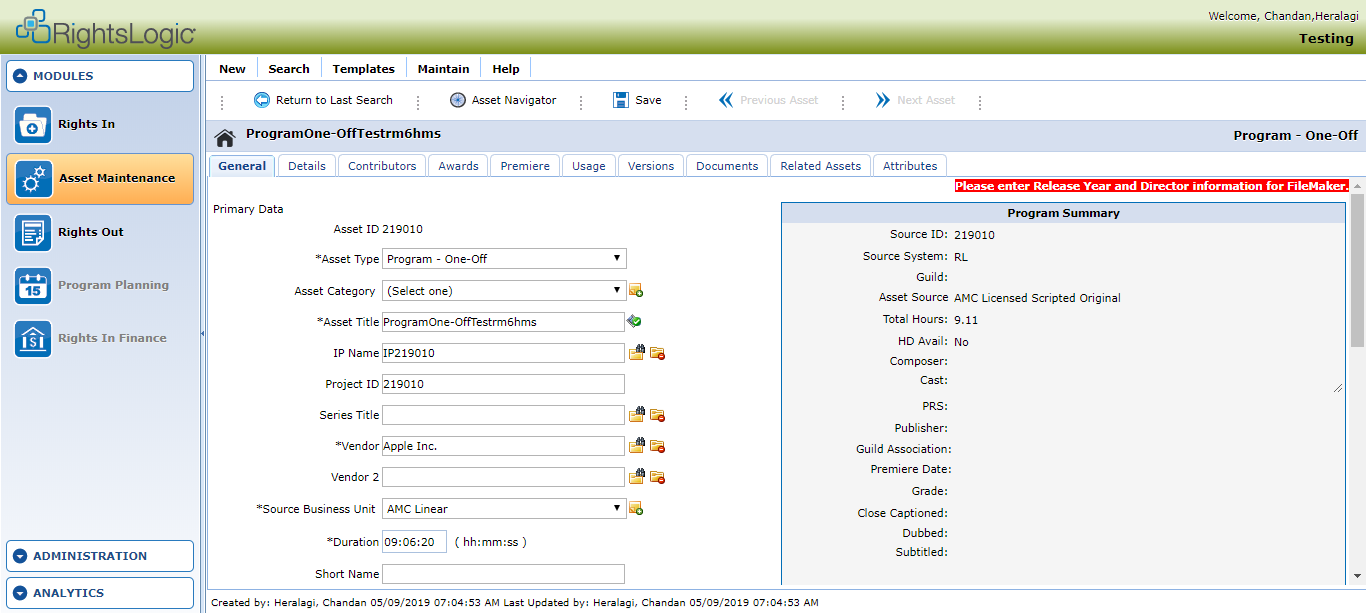 RightsLogic
Welcome, Chandan,Heralagi
Testing
MODULES
Rights In
Asset Maintenance
Rights Out
15
Program Planning
$
Rights In Finance
ADMINISTRATION
ANALYTICS
New Search Templates Maintain Help
Return to Last Search Asset Navigator Save Previous Asset Next Asset
ProgramOne-OffTestrm6hms Program - One-Off
General Details Contributors Awards Premiere Usage Versions Documents Related Assets Attributes
Please enter Release Year and Director information for FileMaker.
Primary Data
Asset ID 219010
*Asset Type Program - One-Off
Asset Category (Select one)
*Asset Title ProgramOne-OffTestrm6hms
IP Name IP219010
Project ID 219010
Series Title
*Vendor Apple Inc.
Vendor 2
*Source Business Unit AMC Linear
*Duration 09:06:20 ( hh:mm:ss )
Short Name
Program Summary
Source ID: 219010
Source System: RL
Guild:
Asset Source AMC Licensed Scripted Original
Total Hours: 9.11
HD Avail: No
Composer:
Cast:
PRS:
Publisher:
Guild Association:
Premiere Date:
Grade:
Close Captioned:
Dubbed:
Subtitled:
Created by: Heralagi, Chandan 05/09/2019 07:04:53 AM Last Updated by: Heralagi, Chandan 05/09/2019 07:04:53 AM